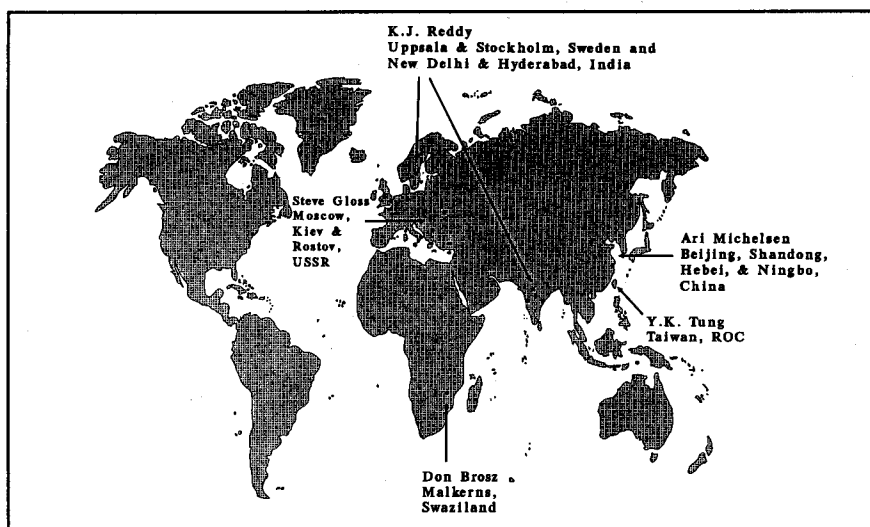 K.J. Reddy
Uppsala & Stockholm, Sweden and
New Delhi & Hyderabad, India
Steve Gloss
Moscow,
Kiev &
Rostov,
USSR
Ari Michelsen
Beijing, Shandong,
Hebei, & Ningbo,
China
Y.K. Tung
Taiwan, ROC
Don Brosz
Malkerns,
Swaziland